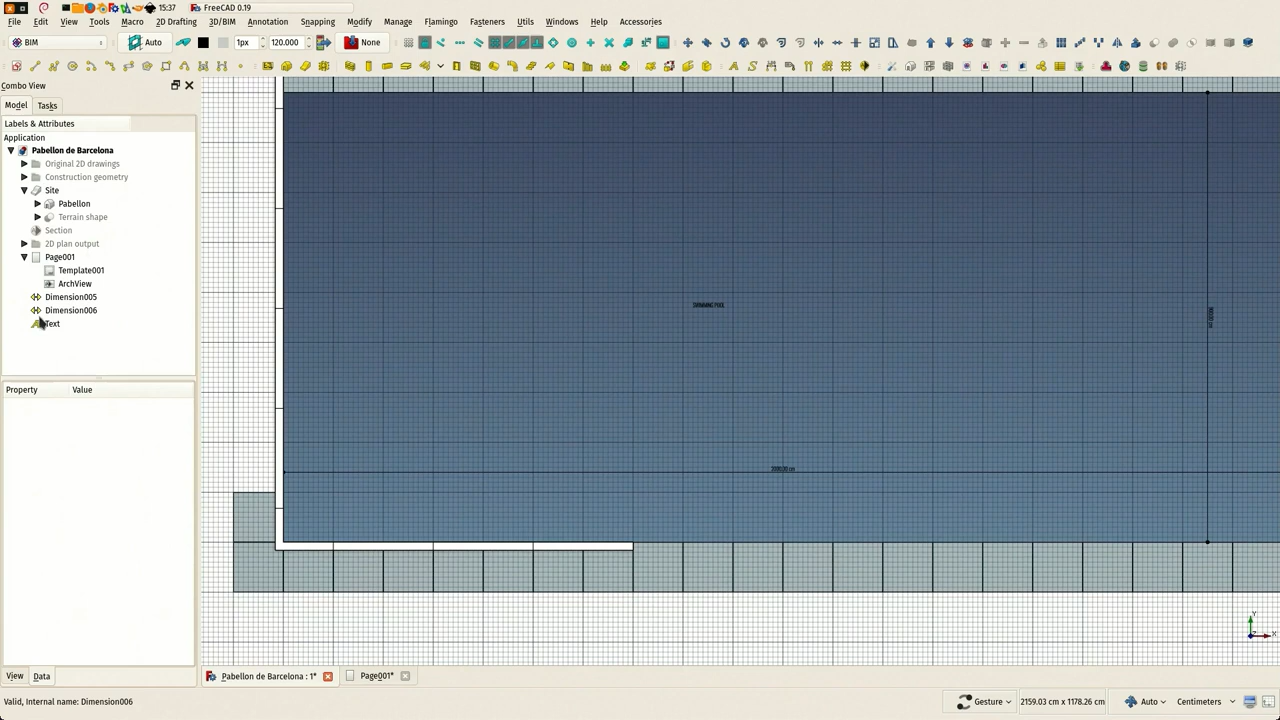 15:37 FreeCAD 0.19
File Edit View Tools Macro 2D Drafting 3D/BIM Annotation Snapping Modify Manage Flamingo Fasteners Utils Windows Help Accessories
BIM Auto 1px 120.000 None
Combo View
Model Tasks
Labels & Attributes
Application
Pabellon de Barcelona
Original 2D drawings
Construction geometry
Site
Pabellon
Terrain shape
Section
2D plan output
Page001
Template001
ArchView
Dimension005
Dimension006
Text
Property Value
Y
Z X
View Data
Pabellon de Barcelona : 1*
Page001*
Valid, Internal name: Dimension006
Gesture 2159.03 cm x 1178.26 cm Auto Centimeters